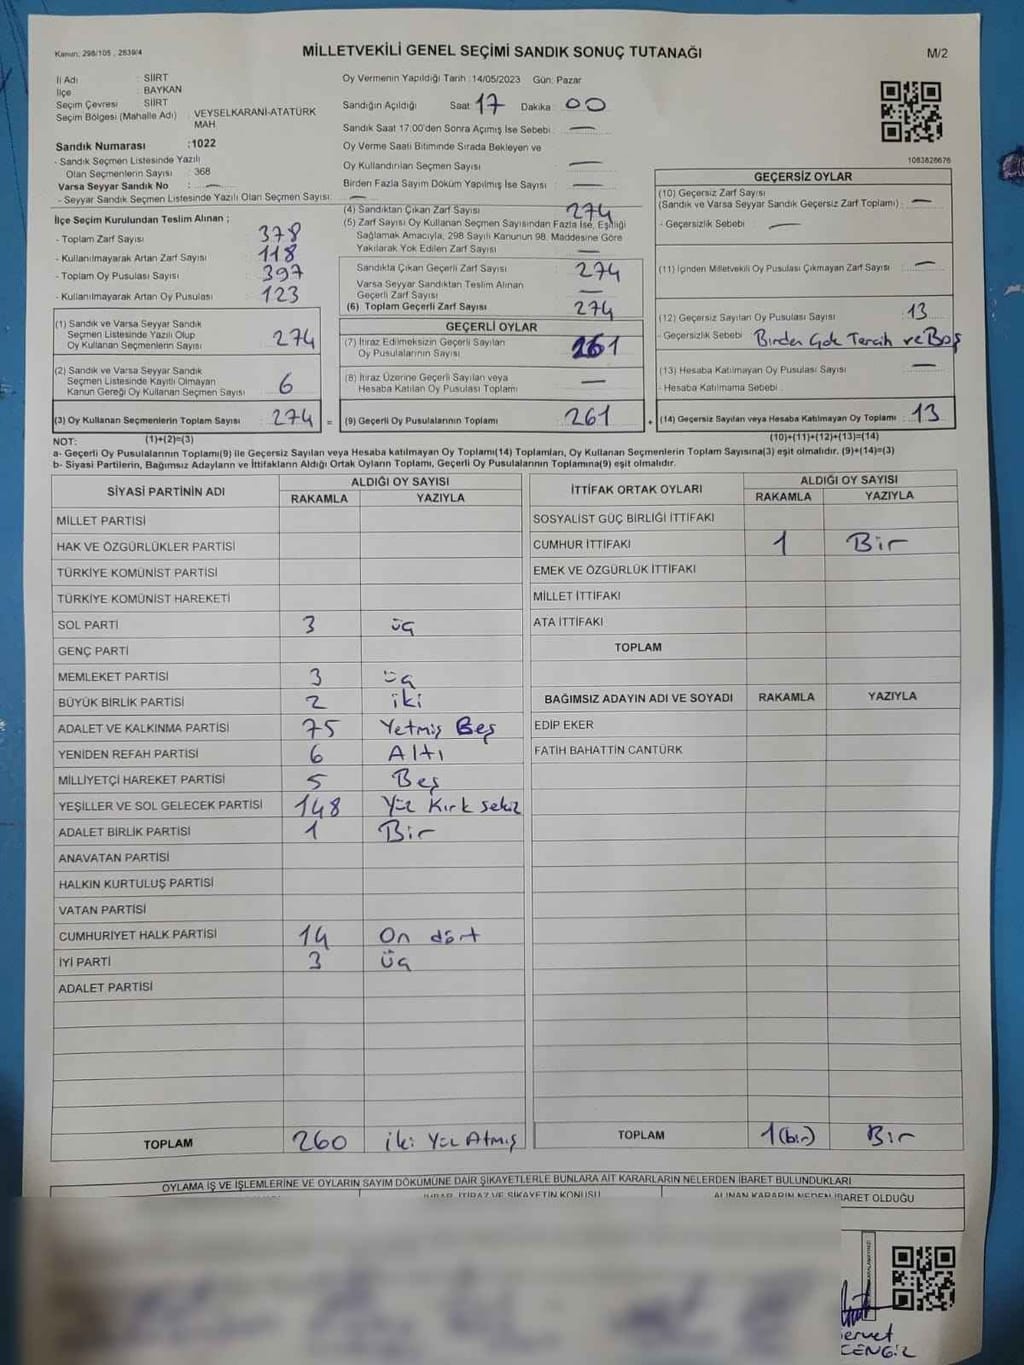 Kanun: 298/105 , 2839/4
MİLLETVEKİLİ GENEL SEÇİMİ SANDIK SONUÇ TUTANAĞI
M/2
İl Adı : SİİRT
İlçe : BAYKAN
Seçim Çevresi : SİİRT
Seçim Bölgesi (Mahalle Adı) : VEYSELKARANİ-ATATÜRK MAH
Sandık Numarası :1022
- Sandık Seçmen Listesinde Yazılı
Olan Seçmenlerin Sayısı : 368
Varsa Seyyar Sandık No : —
- Seyyar Sandık Seçmen Listesinde Yazılı Olan Seçmen Sayısı: —
İlçe Seçim Kurulundan Teslim Alınan ;
- Toplam Zarf Sayısı 378
- Kullanılmayarak Artan Zarf Sayısı 118
- Toplam Oy Pusulası Sayısı 397
- Kullanılmayarak Artan Oy Pusulası 123
(1) Sandık ve Varsa Seyyar Sandık
Seçmen Listesinde Yazılı Olup
Oy Kullanan Seçmenlerin Sayısı 274
(2) Sandık ve Varsa Seyyar Sandık
Seçmen Listesinde Kayıtlı Olmayan
Kanun Gereği Oy Kullanan Seçmen Sayısı 6
(3) Oy Kullanan Seçmenlerin Toplam Sayısı 274 =
(1)+(2)=(3)
Oy Vermenin Yapıldığı Tarih :14/05/2023 Gün: Pazar
Sandığın Açıldığı Saat: 17 Dakika : 00
Sandık Saat 17:00'den Sonra Açılmış İse Sebebi : —
Oy Verme Saati Bitiminde Sırada Bekleyen ve
Oy Kullandırılan Seçmen Sayısı : —
Birden Fazla Sayım Döküm Yapılmış İse Sayısı : —
(4) Sandıktan Çıkan Zarf Sayısı 274
(5) Zarf Sayısı Oy Kullanan Seçmen Sayısından Fazla İse, Eşitliği
Sağlamak Amacıyla, 298 Sayılı Kanunun 98. Maddesine Göre
Yakılarak Yok Edilen Zarf Sayısı —
Sandıkta Çıkan Geçerli Zarf Sayısı 274
Varsa Seyyar Sandıktan Teslim Alınan
Geçerli Zarf Sayısı —
(6) Toplam Geçerli Zarf Sayısı 274
GEÇERLİ OYLAR
(7) İtiraz Edilmeksizin Geçerli Sayılan
Oy Pusulalarının Sayısı 261
(8) İtiraz Üzerine Geçerli Sayılan veya
Hesaba Katılan Oy Pusulası Toplamı —
(9) Geçerli Oy Pusulalarının Toplamı 261 +
1083826676
GEÇERSİZ OYLAR
(10) Geçersiz Zarf Sayısı
(Sandık ve Varsa Seyyar Sandık Geçersiz Zarf Toplamı) : —
- Geçersizlik Sebebi : —
(11) İçinden Milletvekili Oy Pusulası Çıkmayan Zarf Sayısı : —
(12) Geçersiz Sayılan Oy Pusulası Sayısı : 13
- Geçersizlik Sebebi : Birden Çok Tercih ve Boş
(13) Hesaba Katılmayan Oy Pusulası Sayısı : —
- Hesaba Katılmama Sebebi :
(14) Geçersiz Sayılan veya Hesaba Katılmayan Oy Toplamı 13
(10)+(11)+(12)+(13)=(14)
NOT:
a- Geçerli Oy Pusulalarının Toplamı(9) ile Geçersiz Sayılan veya Hesaba katılmayan Oy Toplamı(14) Toplamları, Oy Kullanan Seçmenlerin Toplam Sayısına(3) eşit olmalıdır. (9)+(14)=(3)
b- Siyasi Partilerin, Bağımsız Adayların ve İttifakların Aldığı Ortak Oyların Toplamı, Geçerli Oy Pusulalarının Toplamına(9) eşit olmalıdır.
SİYASİ PARTİNİN ADI
ALDIĞI OY SAYISI
RAKAMLA YAZIYLA
MİLLET PARTİSİ
HAK VE ÖZGÜRLÜKLER PARTİSİ
TÜRKİYE KOMÜNİST PARTİSİ
TÜRKİYE KOMÜNİST HAREKETİ
SOL PARTİ 3 üç
GENÇ PARTİ
MEMLEKET PARTİSİ 3 üç
BÜYÜK BİRLİK PARTİSİ 2 iki
ADALET VE KALKINMA PARTİSİ 75 Yetmiş Beş
YENİDEN REFAH PARTİSİ 6 Altı
MİLLİYETÇİ HAREKET PARTİSİ 5 Beş
YEŞİLLER VE SOL GELECEK PARTİSİ 148 Yüz Kırk sekiz
ADALET BİRLİK PARTİSİ 1 Bir
ANAVATAN PARTİSİ
HALKIN KURTULUŞ PARTİSİ
VATAN PARTİSİ
CUMHURİYET HALK PARTİSİ 14 On dört
İYİ PARTİ 3 üç
ADALET PARTİSİ
TOPLAM 260 iki Yüz Atmış
İTTİFAK ORTAK OYLARI
ALDIĞI OY SAYISI
RAKAMLA YAZIYLA
SOSYALİST GÜÇ BİRLİĞİ İTTİFAKI
CUMHUR İTTİFAKI 1 Bir
EMEK VE ÖZGÜRLÜK İTTİFAKI
MİLLET İTTİFAKI
ATA İTTİFAKI
TOPLAM
BAĞIMSIZ ADAYIN ADI VE SOYADI RAKAMLA YAZIYLA
EDİP EKER
FATİH BAHATTİN CANTÜRK
TOPLAM 1(bir) Bir
OYLAMA İŞ VE İŞLEMLERİNE VE OYLARIN SAYIM DÖKÜMÜNE DAİR ŞİKAYETLERLE BUNLARA AİT KARARLARIN NELERDEN İBARET BULUNDUKLARI
İHBAR, İTİRAZ VE ŞİKAYETİN KONUSU
ALINAN KARARIN NEDEN İBARET OLDUĞU
CENGİZ